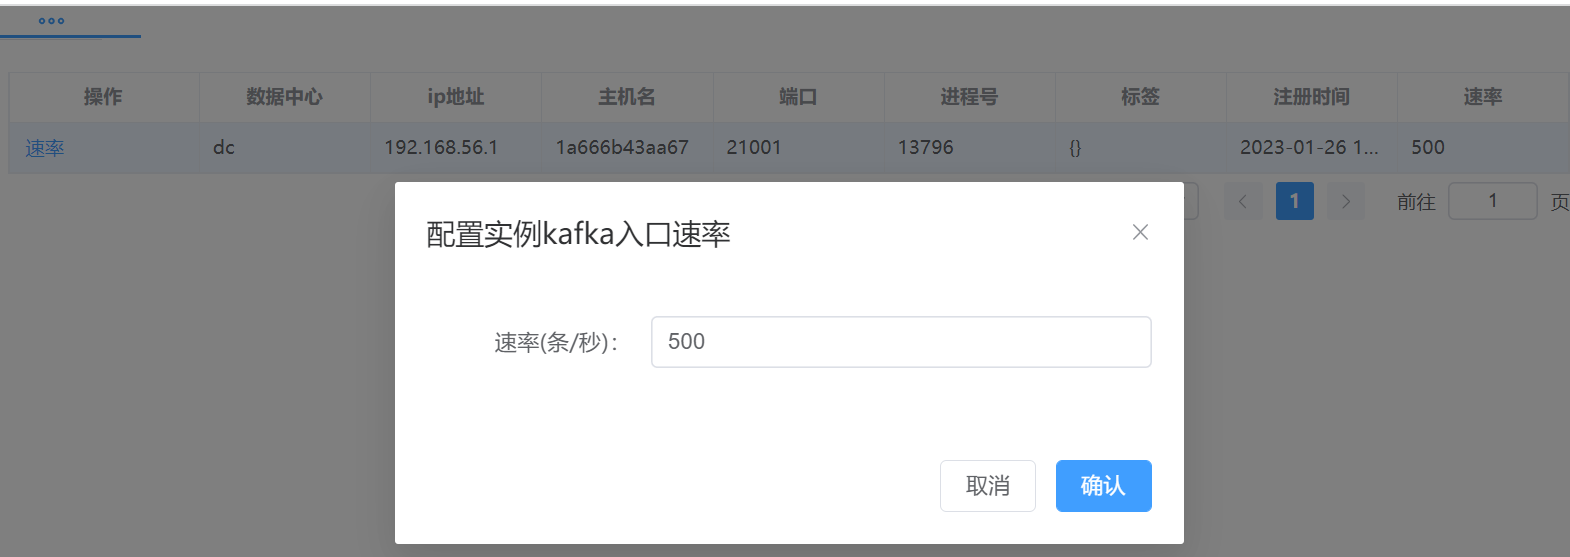 操作 数据中心 ip地址 主机名 端口 进程号 标签 注册时间 速率
速率 dc 192.168.56.1 1a666b43aa67 21001 13796 {} 2023-01-26 1... 500
1 前往 1 页
配置实例kafka入口速率
速率(条/秒)： 500
取消 确认